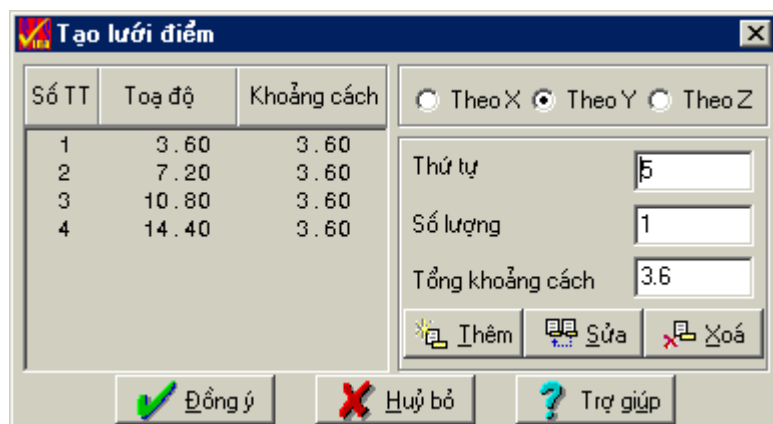 Tạo lưới điểm
Số TT Toạ độ Khoảng cách
1 3.60 3.60
2 7.20 3.60
3 10.80 3.60
4 14.40 3.60
Theo X Theo Y Theo Z
Thứ tự 5
Số lượng 1
Tổng khoảng cách 3.6
Thêm Sửa Xoá
Đồng ý Huỷ bỏ Trợ giúp